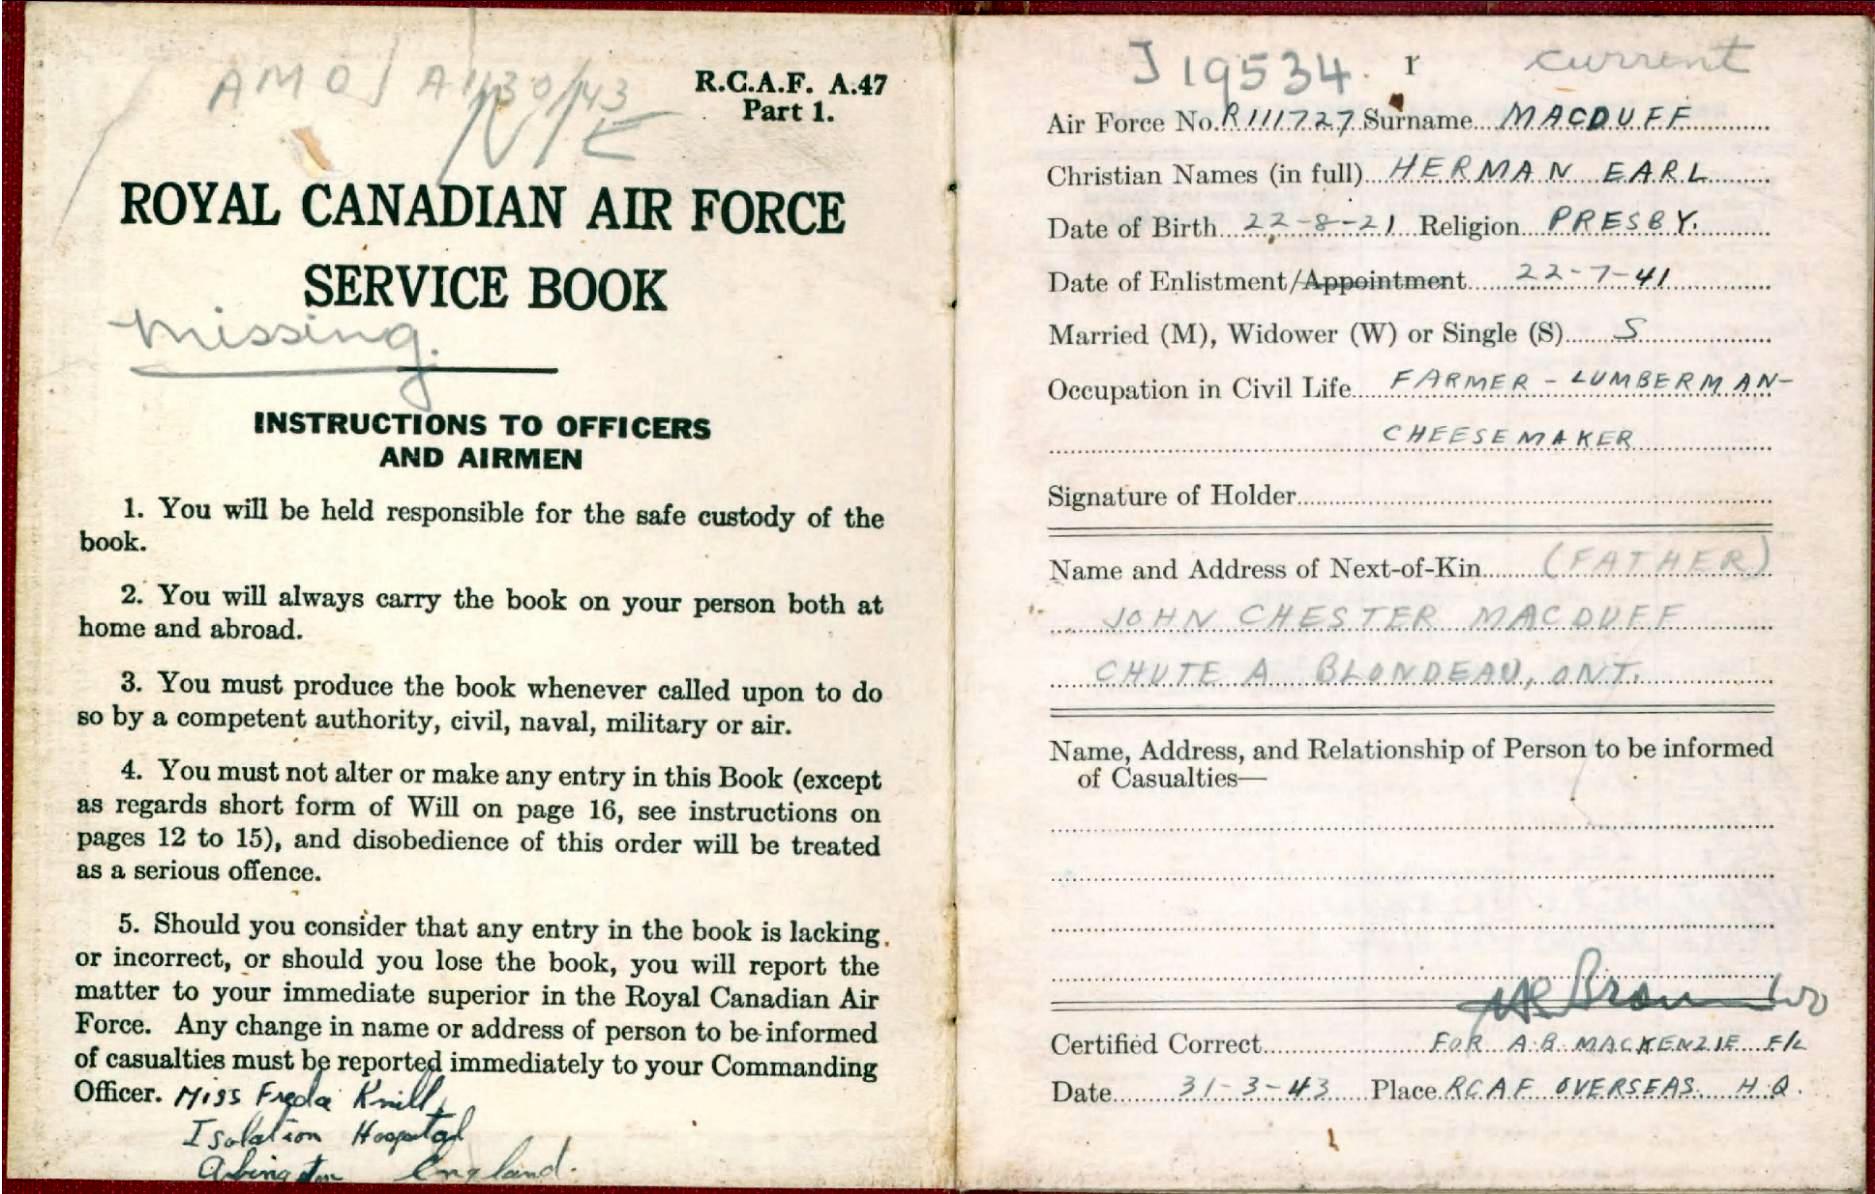 AMO A1130/43
N/E
R.C.A.F. A.47
Part 1.
ROYAL CANADIAN AIR FORCE
SERVICE BOOK
Missing.
INSTRUCTIONS TO OFFICERS
AND AIRMEN
1. You will be held responsible for the safe custody of the
book.
2. You will always carry the book on your person both at
home and abroad.
3. You must produce the book whenever called upon to do
so by a competent authority, civil, naval, military or air.
4. You must not alter or make any entry in this Book (except
as regards short form of Will on page 16, see instructions on
pages 12 to 15), and disobedience of this order will be treated
as a serious offence.
5. Should you consider that any entry in the book is lacking
or incorrect, or should you lose the book, you will report the
matter to your immediate superior in the Royal Canadian Air
Force. Any change in name or address of person to be informed
of casualties must be reported immediately to your Commanding
Officer. Miss Freda Knill,
Isolation Hospital
Abingdon England.
J19534. r current
Air Force No. R111727 Surname MACDUFF
Christian Names (in full) HERMAN EARL
Date of Birth 22-8-21 Religion PRESBY.
Date of Enlistment/Appointment 22-7-41
Married (M), Widower (W) or Single (S) S
Occupation in Civil Life FARMER - LUMBERMAN-
CHEESEMAKER
Signature of Holder
Name and Address of Next-of-Kin (FATHER)
JOHN CHESTER MACDUFF
CHUTE A BLONDEAU, ONT.
Name, Address, and Relationship of Person to be informed
of Casualties—
Brown WO
Certified Correct FOR A.B. MACKENZIE F/L
Date 31-3-43 Place RCAF OVERSEAS H.Q.